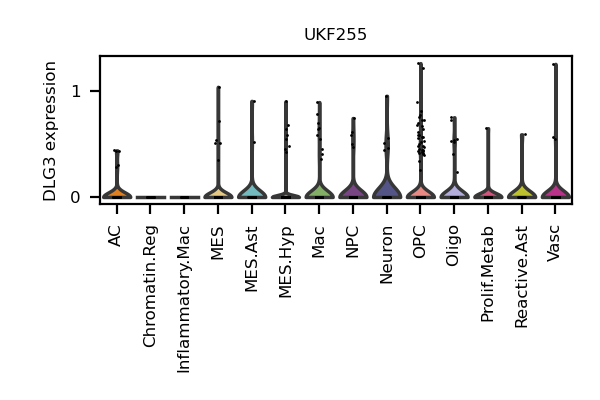 UKF255
DLG3 expression
1
0
AC
Chromatin.Reg
Inflammatory.Mac
MES
MES.Ast
MES.Hyp
Mac
NPC
Neuron
OPC
Oligo
Prolif.Metab
Reactive.Ast
Vasc